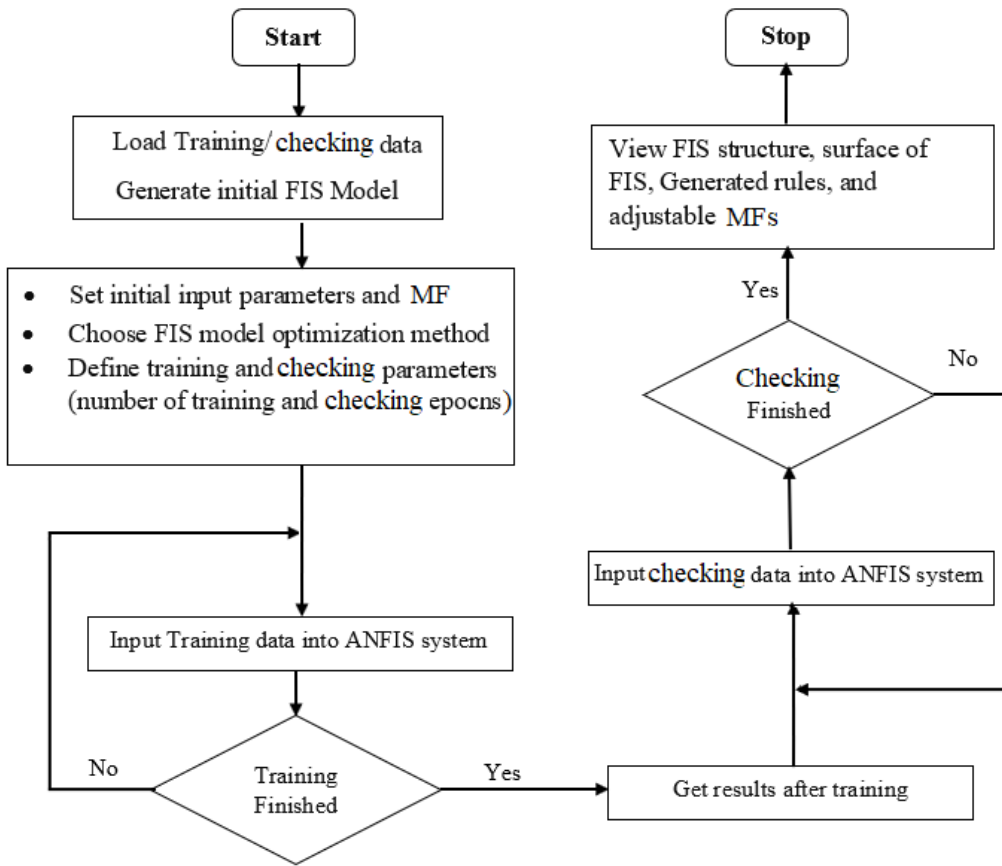 Start
Load Training/ checking data
Generate initial FIS Model
• Set initial input parameters and MF
• Choose FIS model optimization method
• Define training and checking parameters
(number of training and checking epocns)
Input Training data into ANFIS system
No
Training
Finished
Yes
Get results after training
Input checking data into ANFIS system
Checking
Finished
No
Yes
View FIS structure, surface of
FIS, Generated rules, and
adjustable MFs
Stop